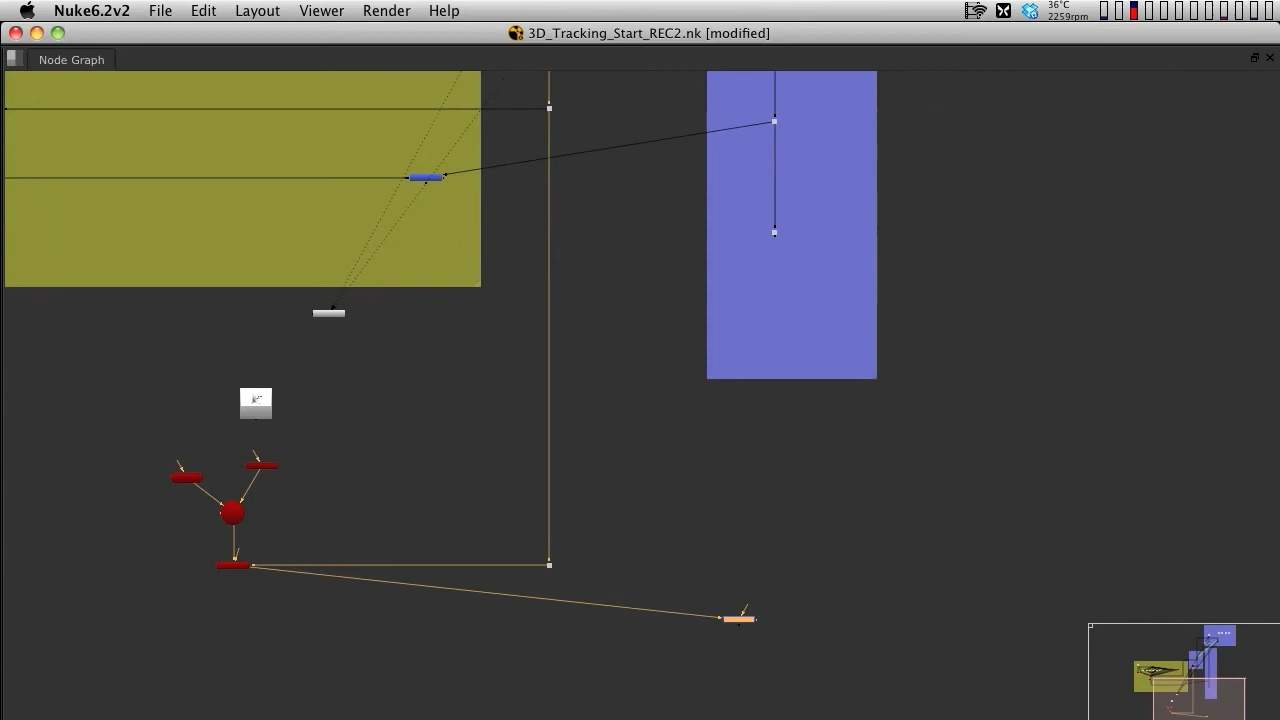 Nuke6.2v2 File Edit Layout Viewer Render Help
36°C
2259rpm
3D_Tracking_Start_REC2.nk [modified]
Node Graph